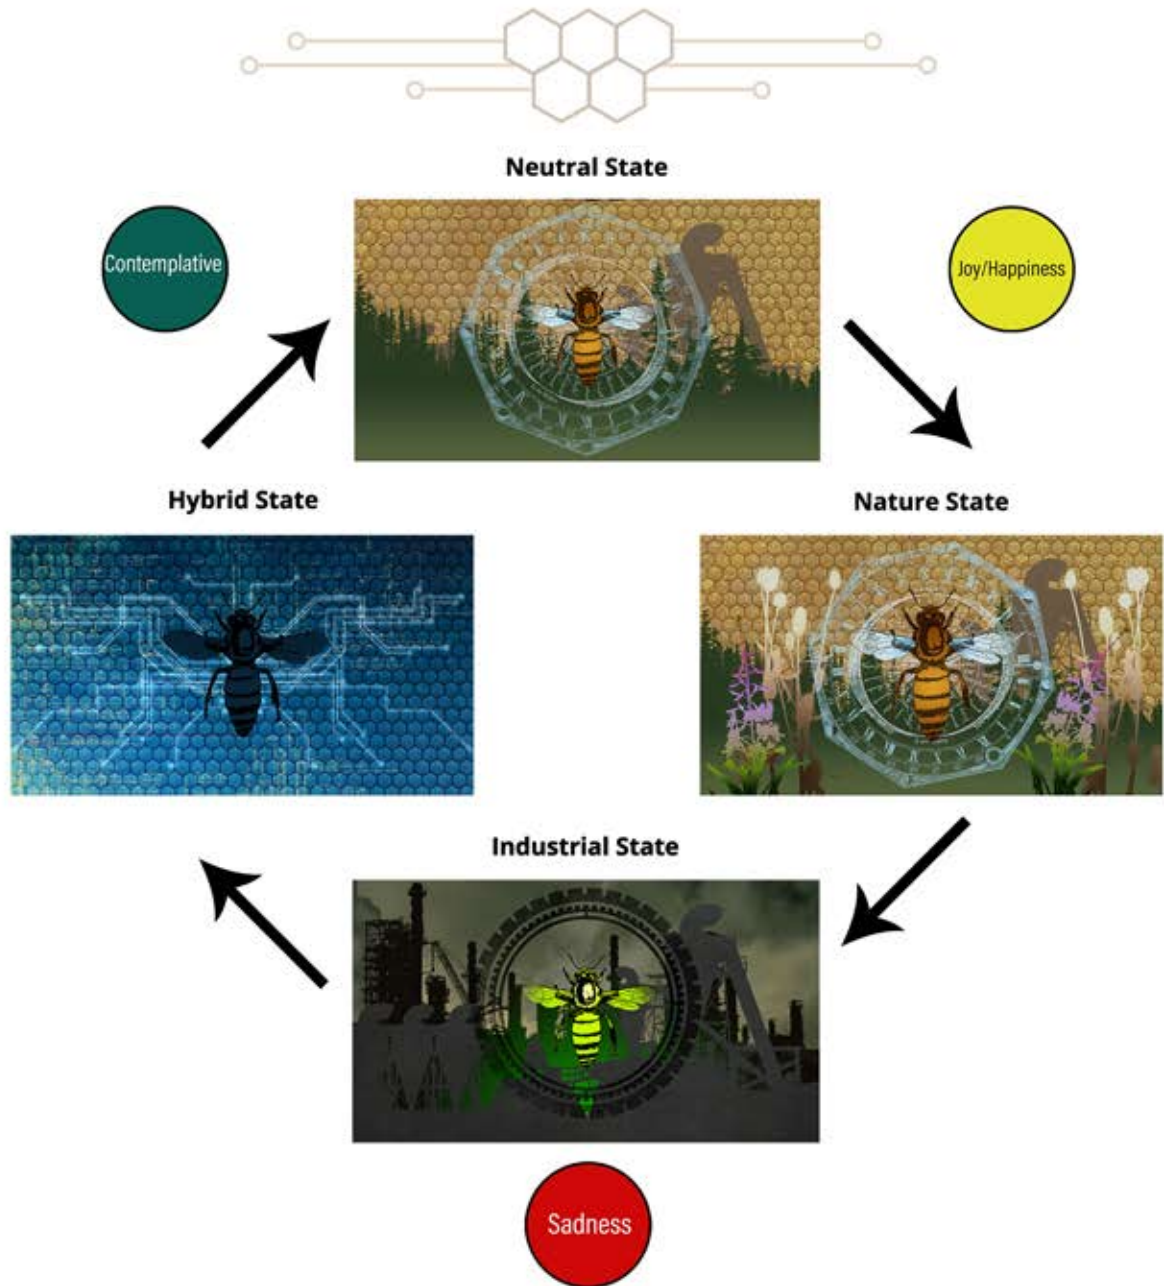 Neutral State
Contemplative
Joy/Happiness
Hybrid State
Nature State
Industrial State
Sadness